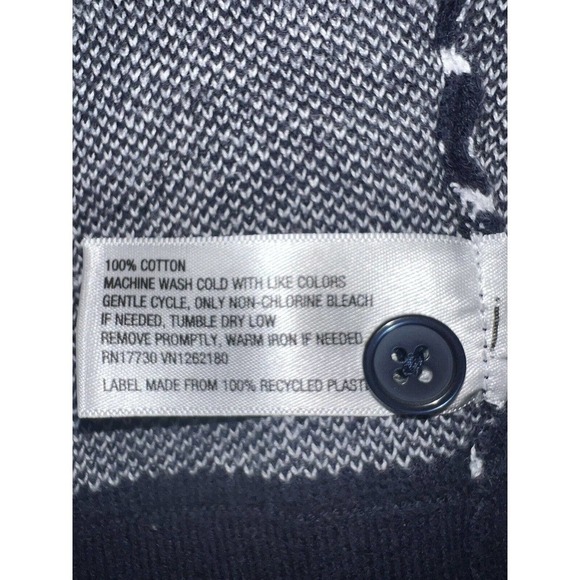 100% COTTON
MACHINE WASH COLD WITH LIKE COLORS
GENTLE CYCLE, ONLY NON-CHLORINE BLEACH
IF NEEDED, TUMBLE DRY LOW
REMOVE PROMPTLY, WARM IRON IF NEEDED
RN17730 VN1262180
LABEL MADE FROM 100% RECYCLED PLAST